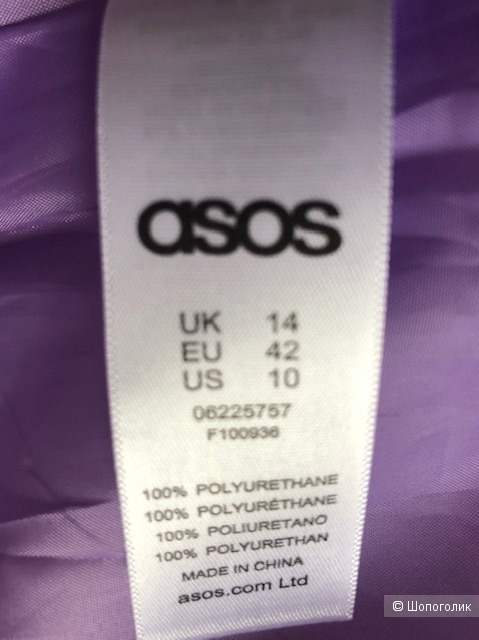 asos
UK 14
EU 42
US 10
06225757
F100936
100% POLYURETHANE
100% POLYURÉTHANE
100% POLIURETANO
100% POLYURETHAN
MADE IN CHINA
asos.com Ltd
© Шопоголик